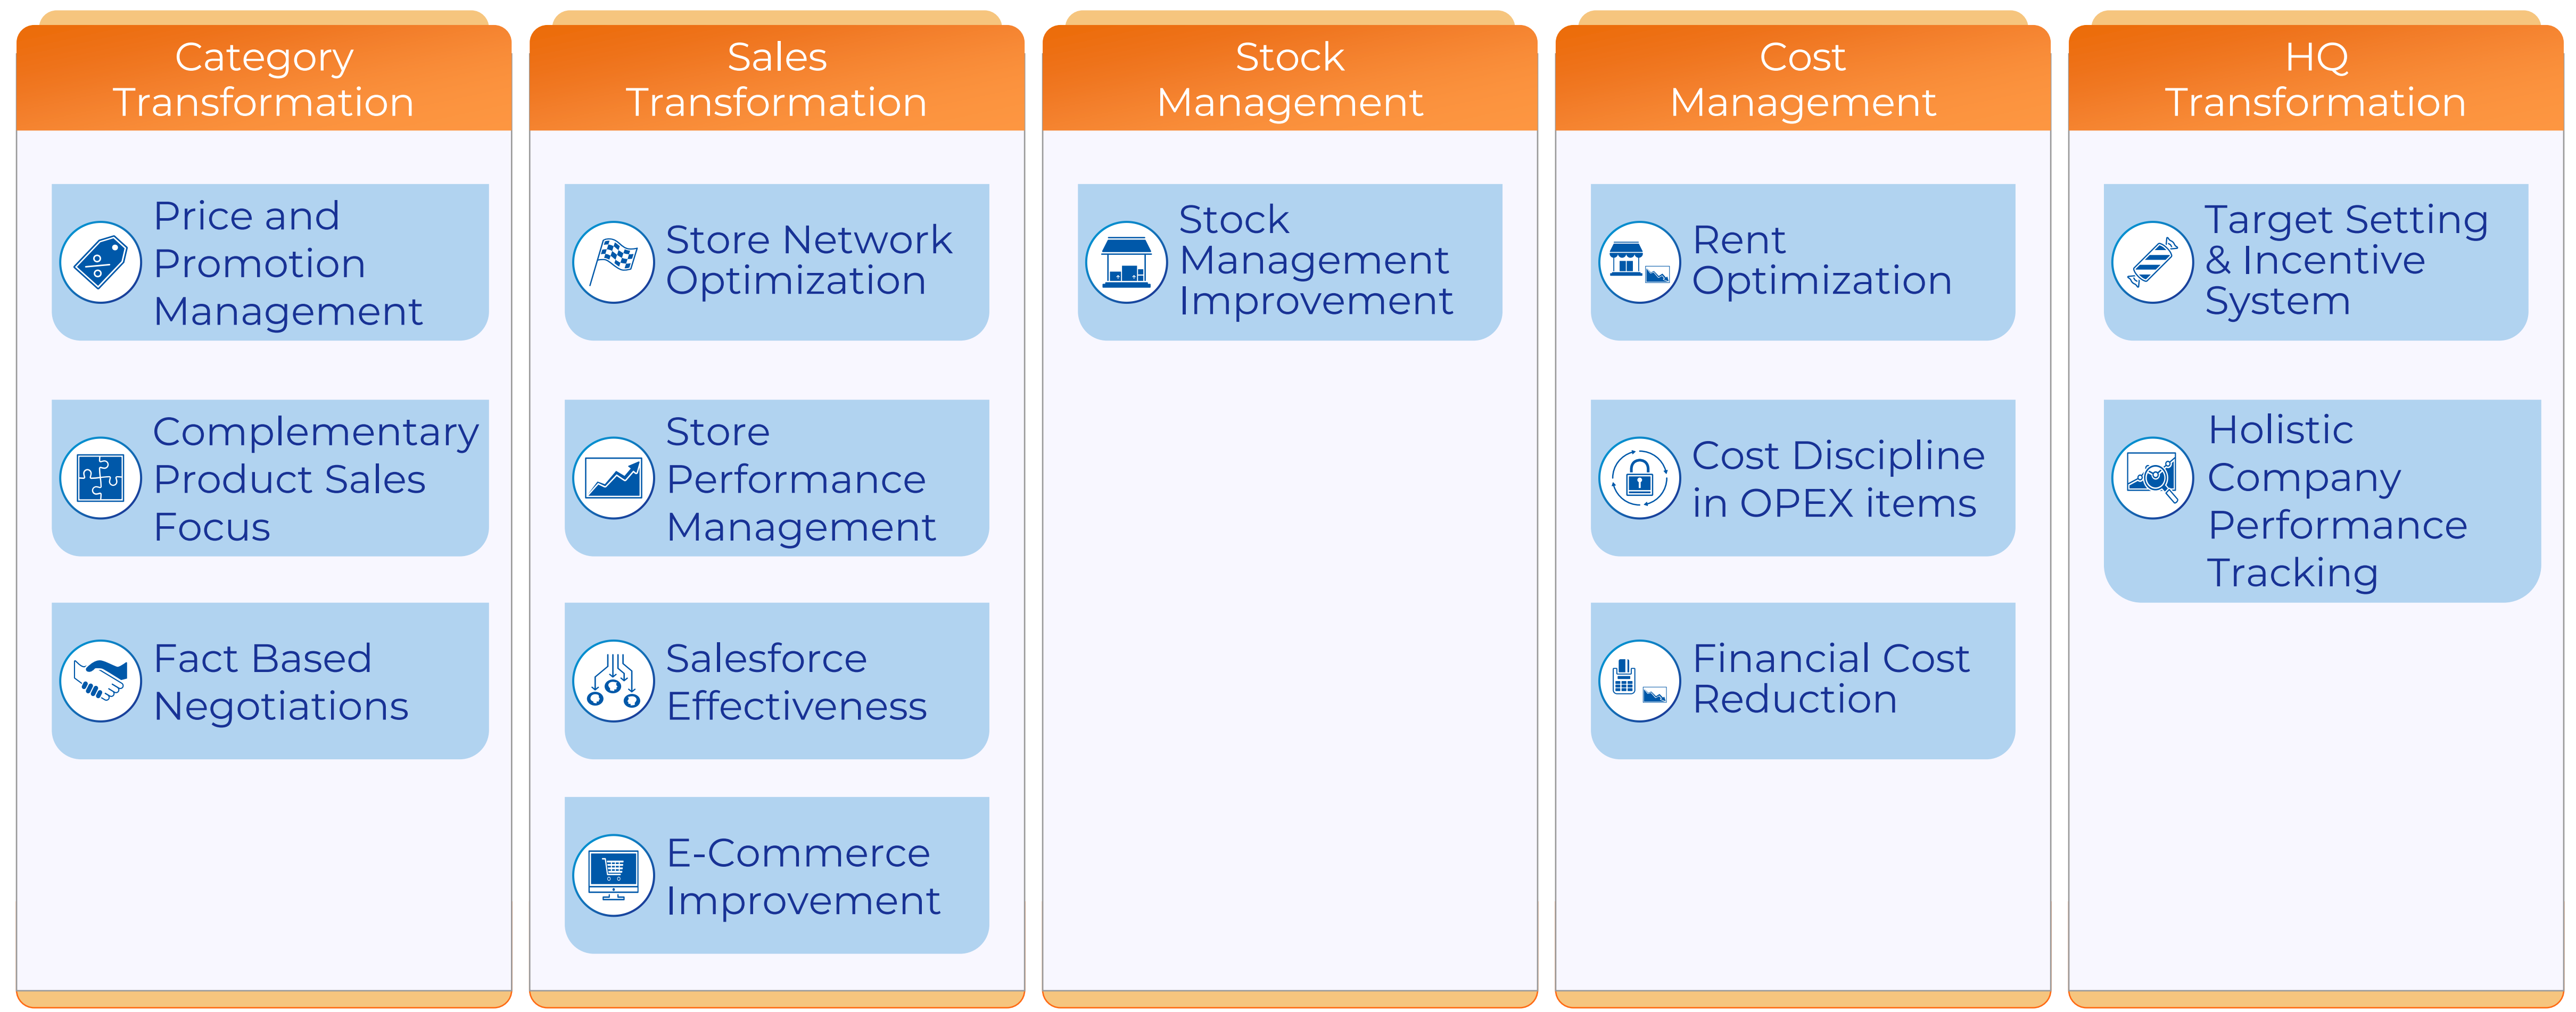 Category
Transformation
Price and
Promotion
Management
Complementary
Product Sales
Focus
Fact Based
Negotiations
Sales
Transformation
Store Network
Optimization
Store
Performance
Management
Salesforce
Effectiveness
E-Commerce
Improvement
Stock
Management
Stock
Management
Improvement
Cost
Management
Rent
Optimization
Cost Discipline
in OPEX items
Financial Cost
Reduction
HQ
Transformation
Target Setting
& Incentive
System
Holistic
Company
Performance
Tracking